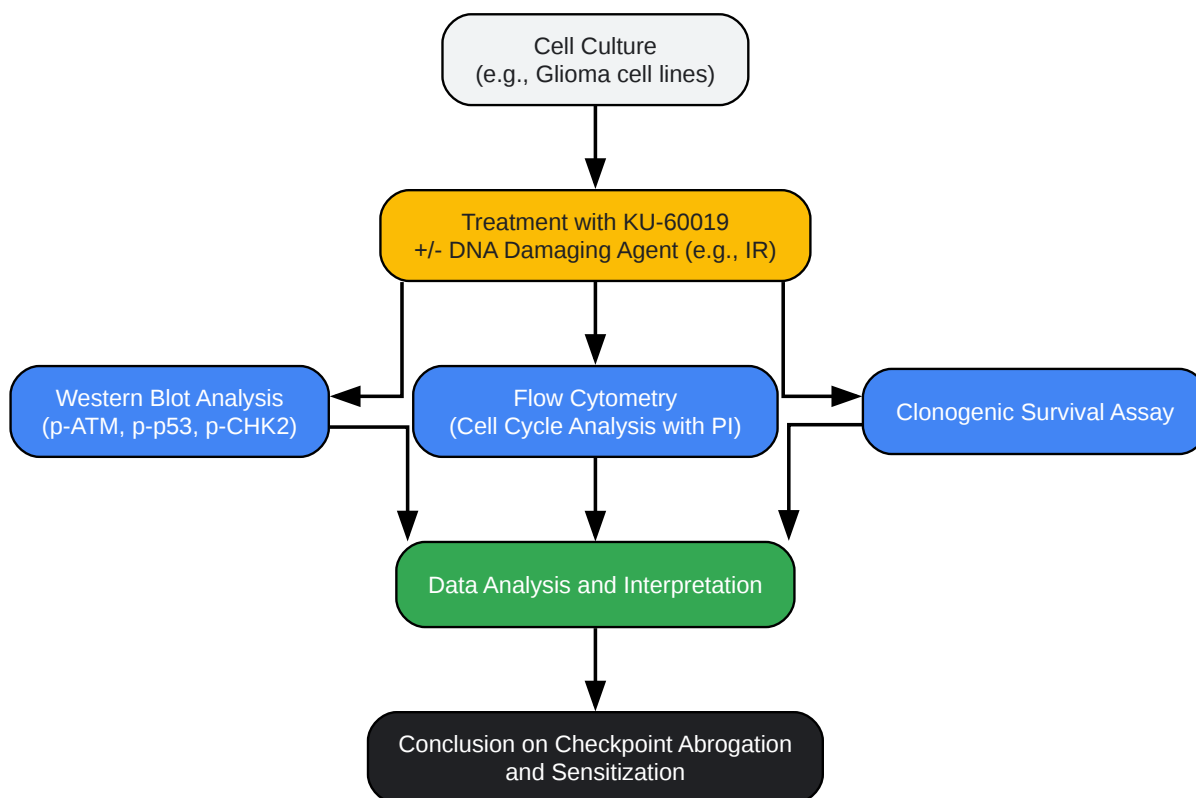 Cell Culture
(e.g., Glioma cell lines)
Treatment with KU-60019
+/- DNA Damaging Agent (e.g., IR)
Western Blot Analysis
(p-ATM, p-p53, p-CHK2)
Flow Cytometry
(Cell Cycle Analysis with PI)
Clonogenic Survival Assay
Data Analysis and Interpretation
Conclusion on Checkpoint Abrogation
and Sensitization